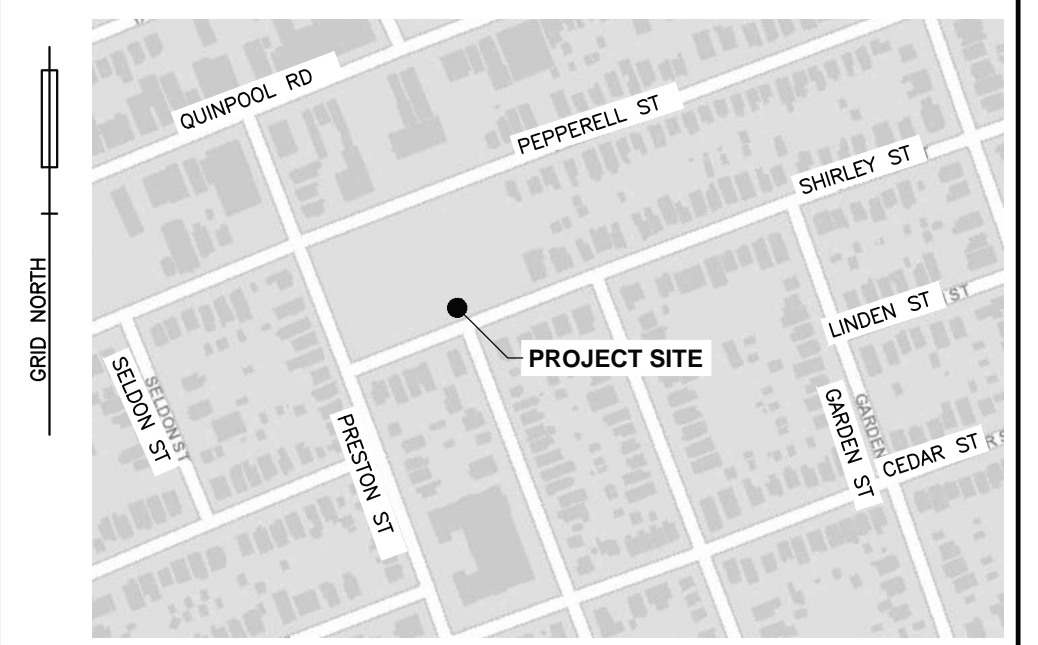 QUINPOOL RD
PEPPERELL ST
SHIRLEY ST
GRID NORTH
LINDEN ST
ST
PROJECT SITE
SELDON ST
SELDON ST
PRESTON ST
GARDEN ST
GARDEN
CEDAR ST
R S